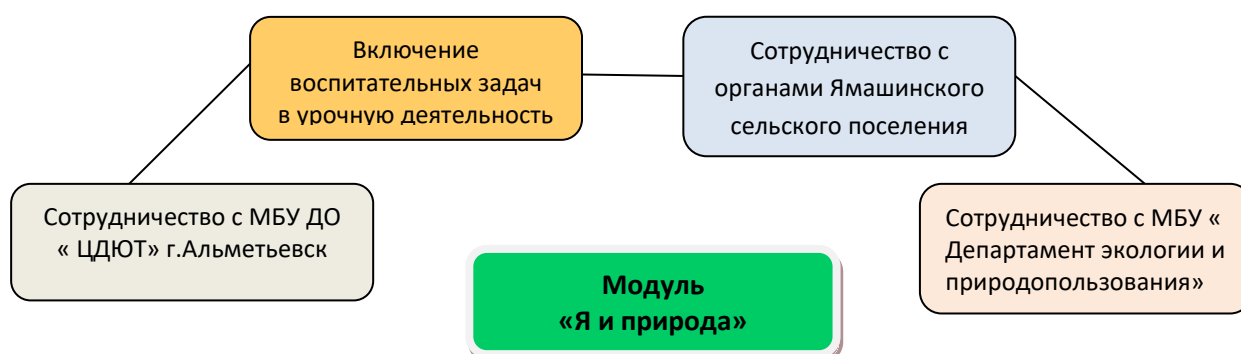 Включение
воспитательных задач
в урочную деятельность
Сотрудничество с
органами Ямашинского
сельского поселения
Сотрудничество с МБУ ДО
« ЦДЮТ» г.Альметьевск
Сотрудничество с МБУ «
Департамент экологии и
природопользования»
Модуль
«Я и природа»